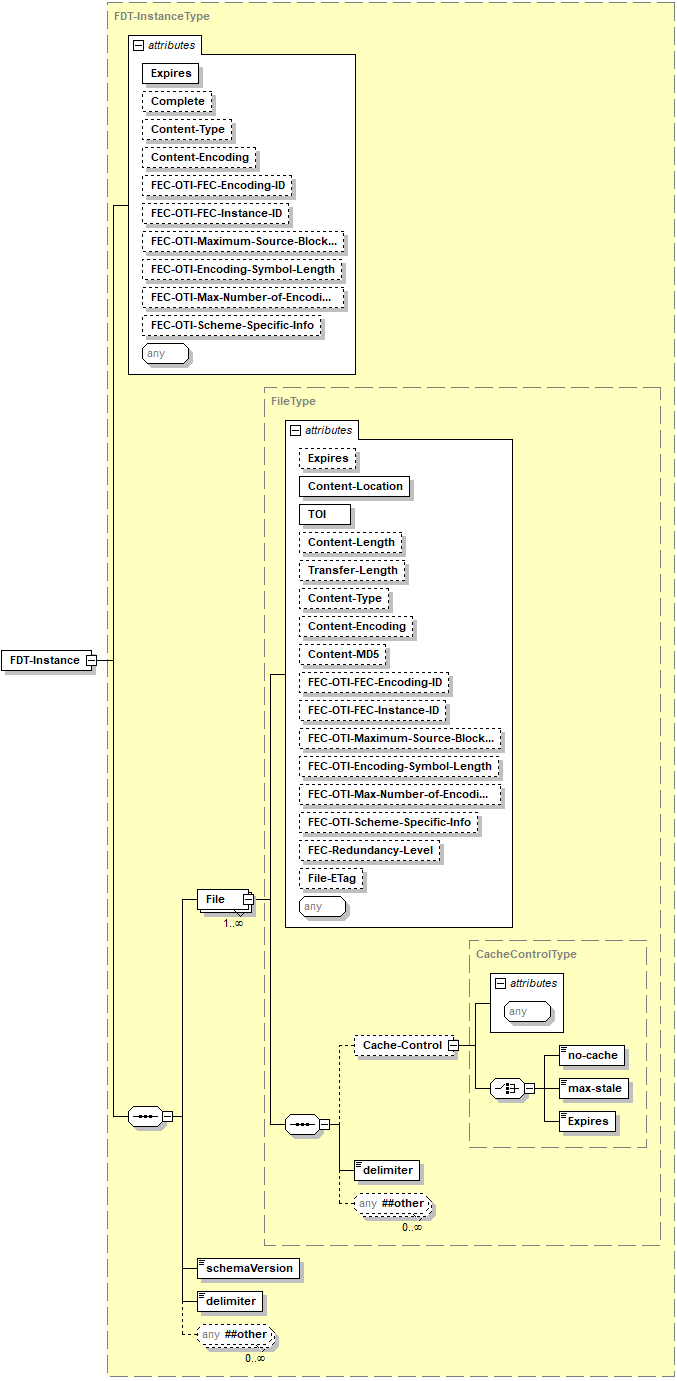 FDT-InstanceType
attributes
Expires
Complete
Content-Type
Content-Encoding
FEC-OTI-FEC-Encoding-ID
FEC-OTI-FEC-Instance-ID
FEC-OTI-Maximum-Source-Block...
FEC-OTI-Encoding-Symbol-Length
FEC-OTI-Max-Number-of-Encodi...
FEC-OTI-Scheme-Specific-Info
any
FileType
attributes
Expires
Content-Location
TOI
Content-Length
Transfer-Length
Content-Type
Content-Encoding
Content-MD5
FEC-OTI-FEC-Encoding-ID
FEC-OTI-FEC-Instance-ID
FEC-OTI-Maximum-Source-Block...
FEC-OTI-Encoding-Symbol-Length
FEC-OTI-Max-Number-of-Encodi...
FEC-OTI-Scheme-Specific-Info
FEC-Redundancy-Level
File-ETag
any
FDT-Instance
File
1..∞
CacheControlType
attributes
any
Cache-Control
no-cache
max-stale
Expires
delimiter
any ##other
0..∞
schemaVersion
delimiter
any ##other
0..∞